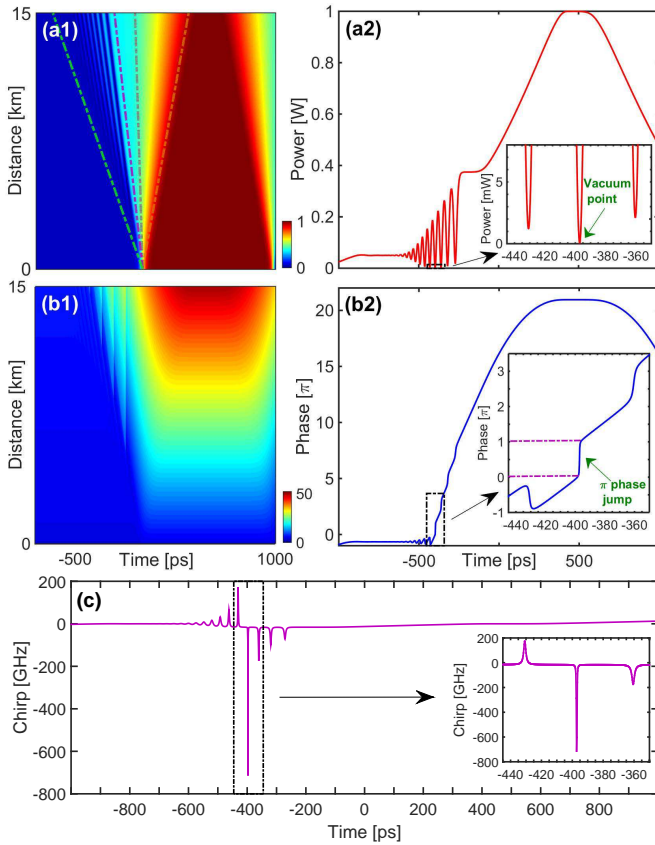 (a1)
15
Distance [km]
0
1
0
(a2)
1
0.8
0.6
0.4
0.2
0
Power [W]
Power [mW]
5
0
Vacuum
point
-440 -420 -400 -380 -360
(b1)
15
Distance [km]
0
50
0
-500 Time [ps] 1000
(b2)
20
15
10
5
0
Phase [π]
Phase [π]
3
2
1
0
-1
π phase
jump
-440 -420 -400 -380 -360
-500 Time [ps] 500
(c)
200
0
-200
-400
-600
-800
Chirp [GHz]
Chirp [GHz]
200
0
-200
-400
-600
-800
-440 -420 -400 -380 -360
-800 -600 -400 -200 0 200 400 600 800
Time [ps]